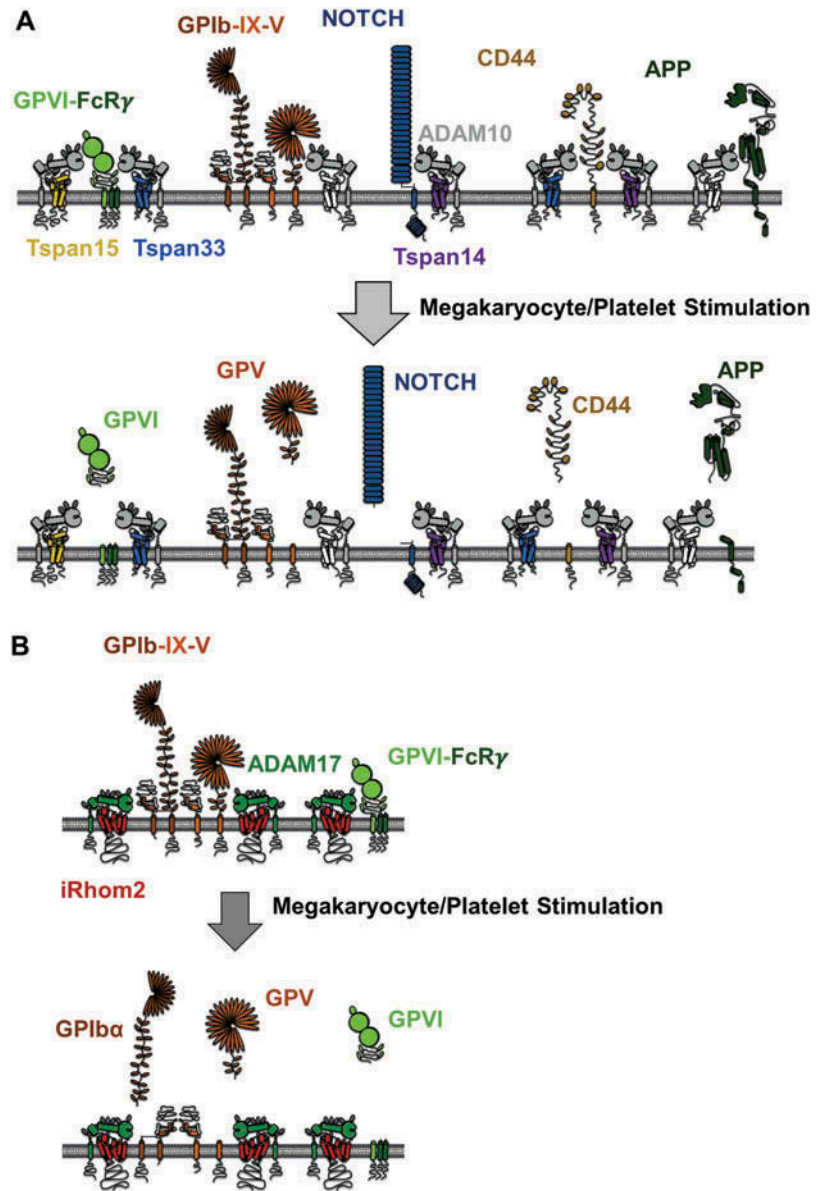 A
GPIb-IX-V
NOTCH
CD44
APP
GPVI-FcRγ
ADAM10
Tspan15
Tspan33
Tspan14
Megakaryocyte/Platelet Stimulation
GPV
NOTCH
CD44
APP
GPVI
B
GPIb-IX-V
ADAM17
GPVI-FcRγ
iRhom2
Megakaryocyte/Platelet Stimulation
GPIbα
GPV
GPVI